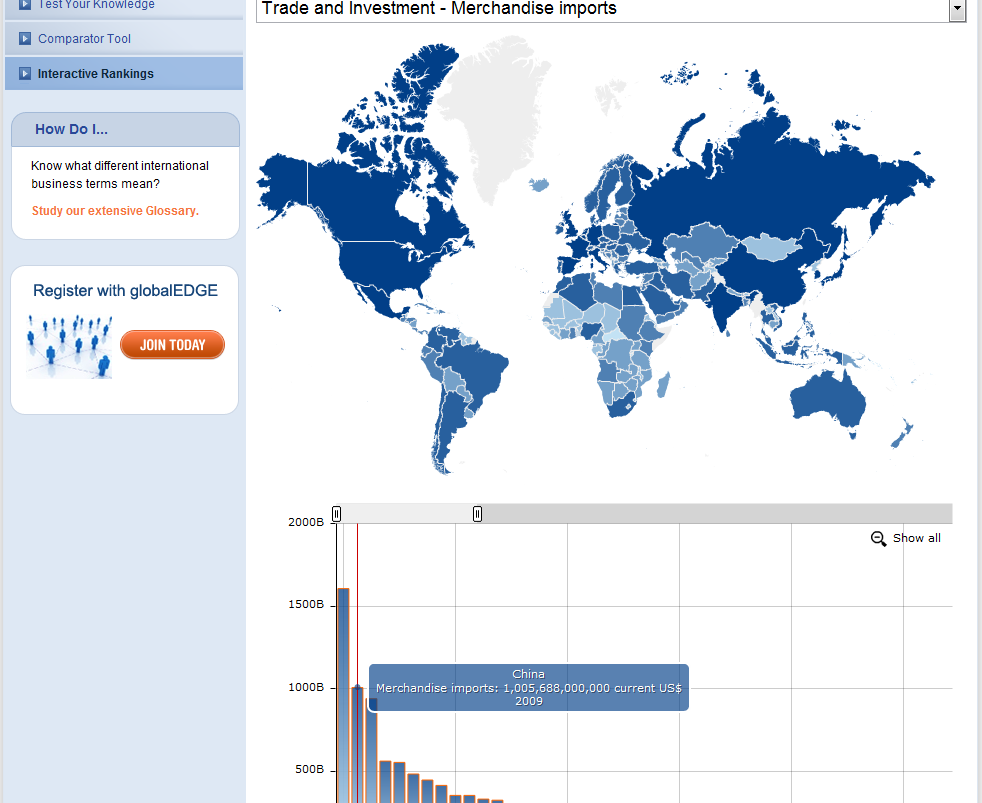 Test Your Knowledge
Trade and Investment - Merchandise imports
Comparator Tool
Interactive Rankings
How Do I...
Know what different international
business terms mean?
Study our extensive Glossary.
Register with globalEDGE
JOIN TODAY
2000B
Show all
1500B
China
Merchandise imports: 1,005,688,000,000 current US$
2009
1000B
500B